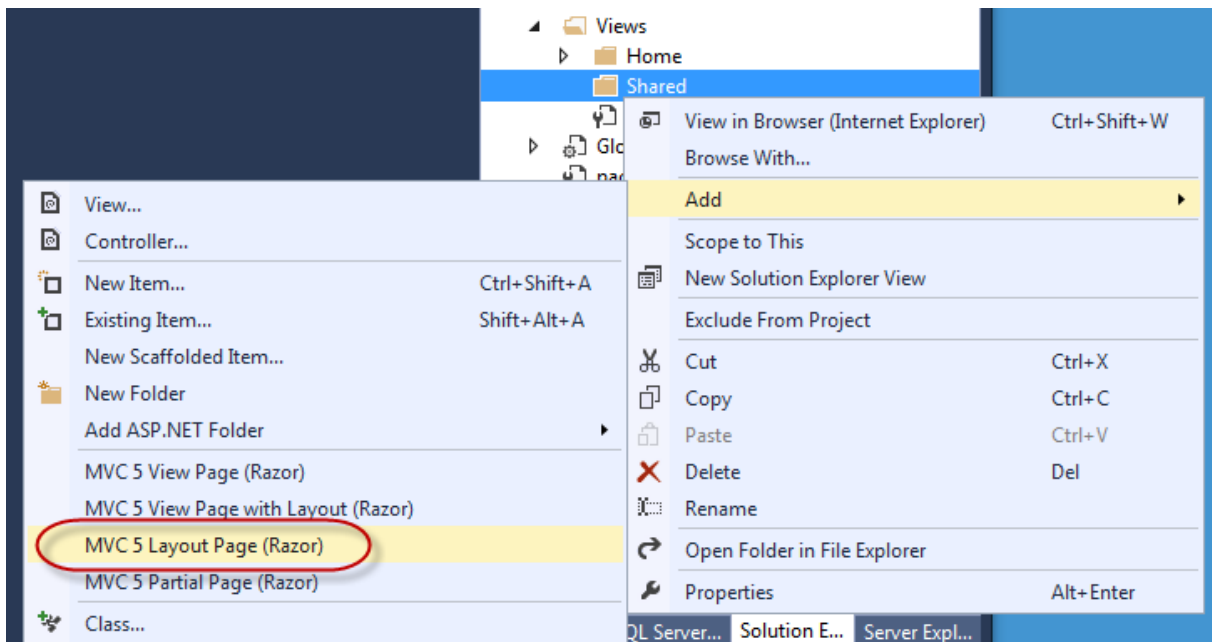 Views
Home
Shared
Glo
View in Browser (Internet Explorer) Ctrl+Shift+W
Browse With...
Add
Scope to This
New Solution Explorer View
Exclude From Project
Cut Ctrl+X
Copy Ctrl+C
Paste Ctrl+V
Delete Del
Rename
Open Folder in File Explorer
Properties Alt+Enter
View...
Controller...
New Item... Ctrl+Shift+A
Existing Item... Shift+Alt+A
New Scaffolded Item...
New Folder
Add ASP.NET Folder
MVC 5 View Page (Razor)
MVC 5 View Page with Layout (Razor)
MVC 5 Layout Page (Razor)
MVC 5 Partial Page (Razor)
Class...
QL Server... Solution E... Server Expl...